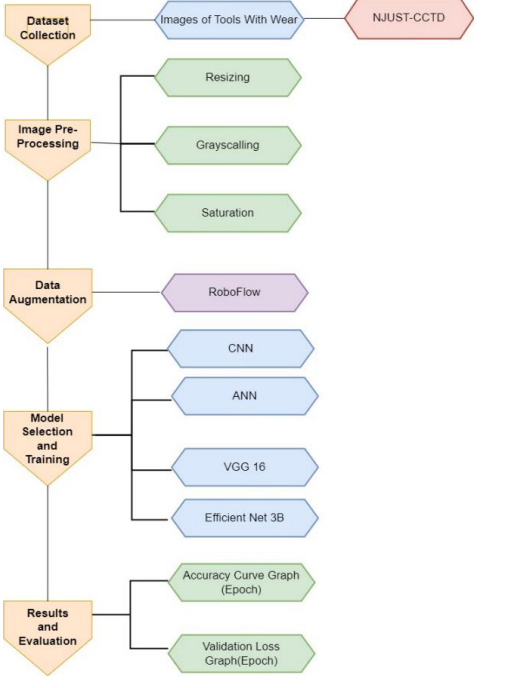 Dataset
Collection
Images of Tools With Wear
NJUST-CCTD
Image Pre-
Processing
Resizing
Grayscalling
Saturation
Data
Augmentation
RoboFlow
Model
Selection
and
Training
CNN
ANN
VGG 16
Efficient Net 3B
Results
and
Evaluation
Accuracy Curve Graph
(Epoch)
Validation Loss
Graph(Epoch)